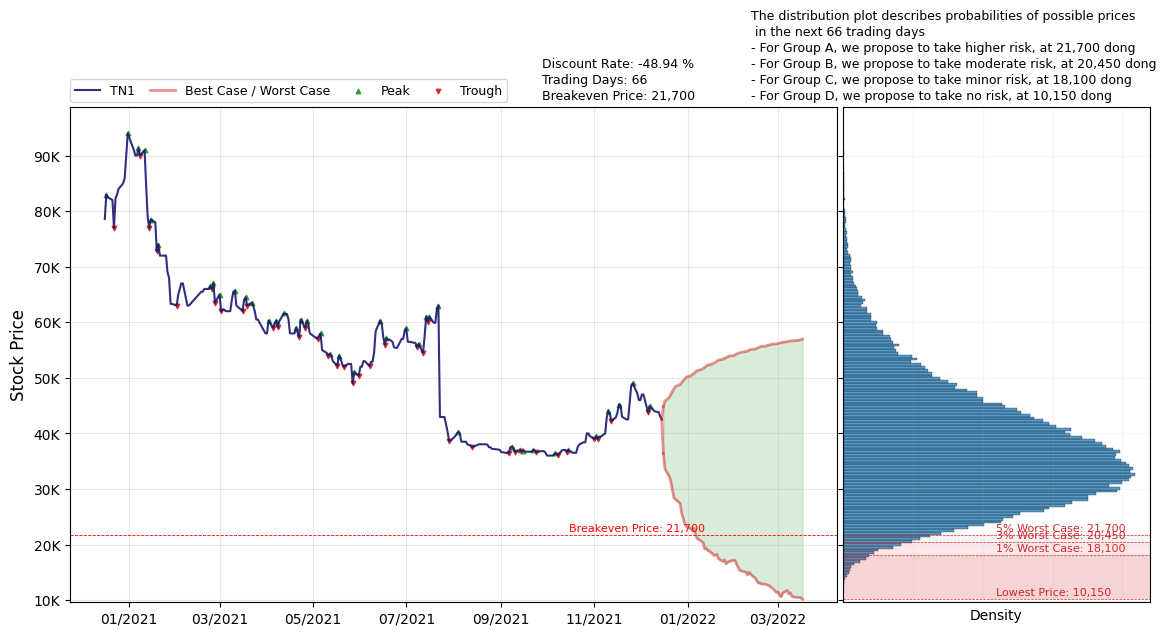 The distribution plot describes probabilities of possible prices
in the next 66 trading days
- For Group A, we propose to take higher risk, at 21,700 dong
- For Group B, we propose to take moderate risk, at 20,450 dong
- For Group C, we propose to take minor risk, at 18,100 dong
- For Group D, we propose to take no risk, at 10,150 dong
Discount Rate: -48.94 %
Trading Days: 66
Breakeven Price: 21,700
TN1 Best Case / Worst Case Peak Trough
Stock Price
90K
80K
70K
60K
50K
40K
30K
20K
10K
Breakeven Price: 21,700
5% Worst Case: 21,700
3% Worst Case: 20,450
1% Worst Case: 18,100
Lowest Price: 10,150
01/2021 03/2021 05/2021 07/2021 09/2021 11/2021 01/2022 03/2022
Density